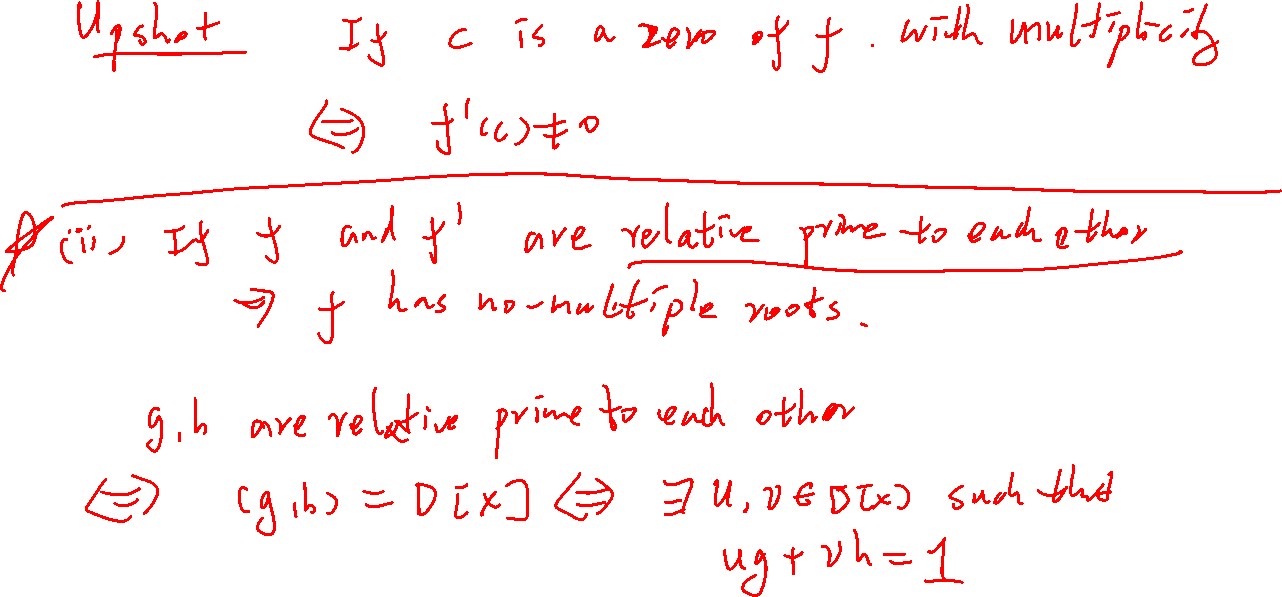 Upshot If c is a zero of f. with multiplicity
⇔ f'(c)≠0
(ii) If f and f' are relative prime to each other
⇒ f has no-multiple roots.
g,h are relative prime to each other
⇔ (g,h) = D[x] ⇔ ∃ u, v ∈ D[x] such that
ug + vh = 1